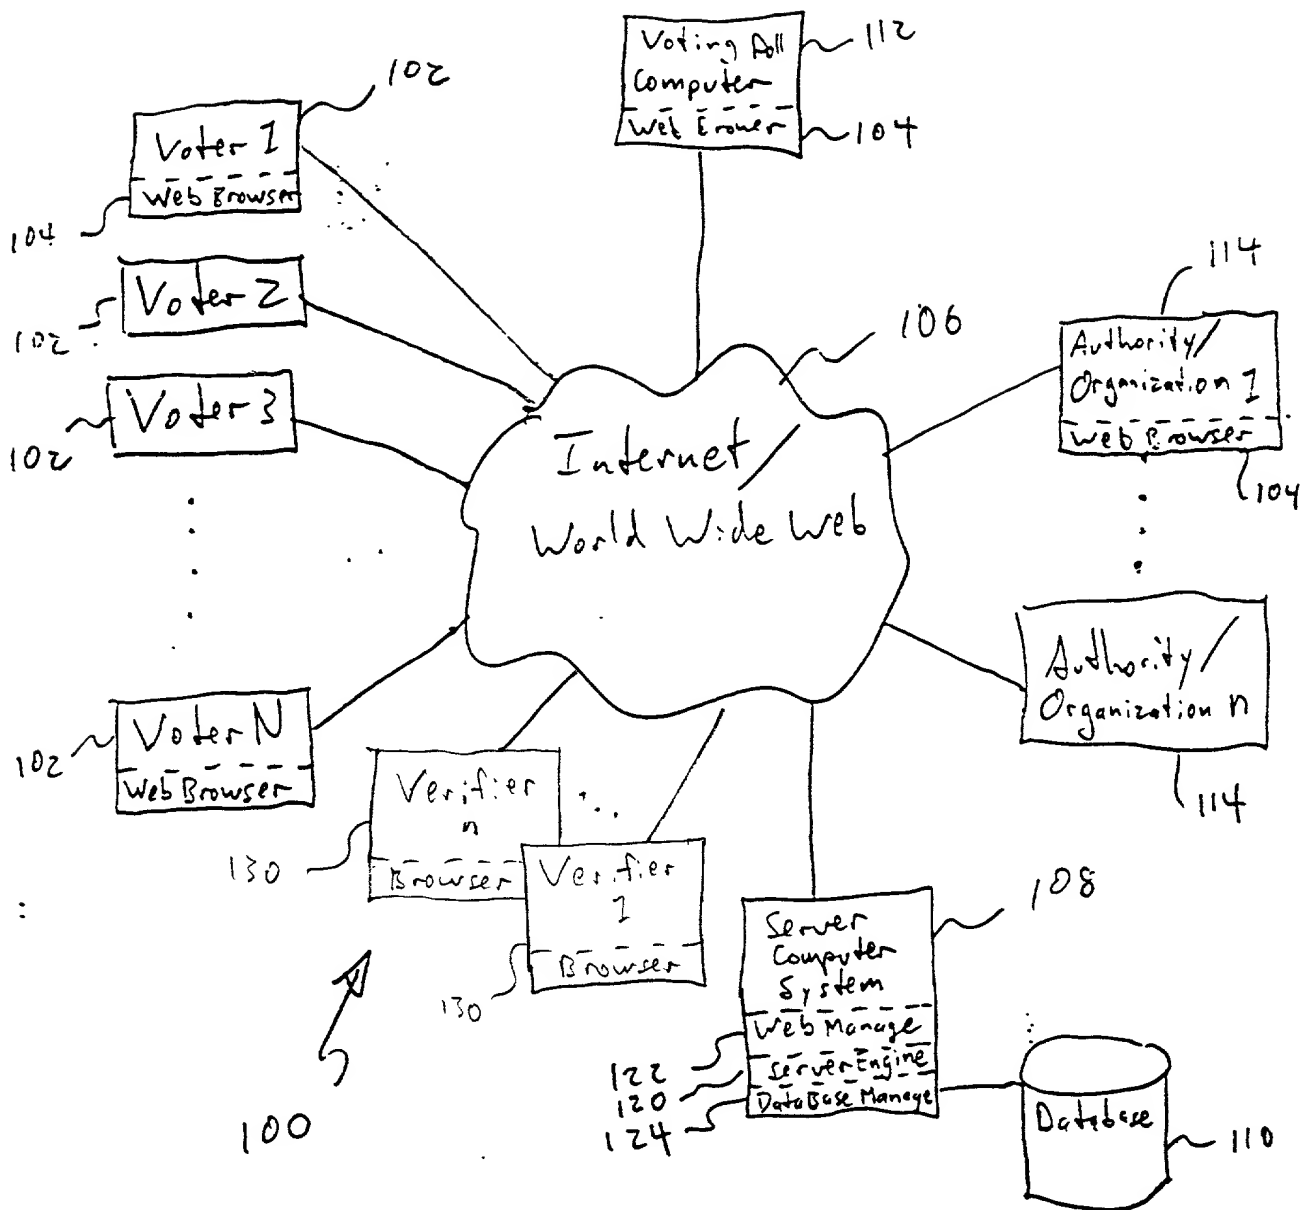 Voting Poll
112
Computer
Web Erower
104
102
Voter 1
Web Browser
104
Voter 2
102
Voter 3
102
106
114
Authority/
Organization 1
Web Browser
104
Internet/
World Wide Web
Authority/
Organization n
114
Voter N
102
Web Browser
Verifier
n
Browser
130
Verifier
1
Browser
130
108
Server
Computer
System
Web Manage
122
Server Engine
120
DataBase Manage
124
Database
110
100